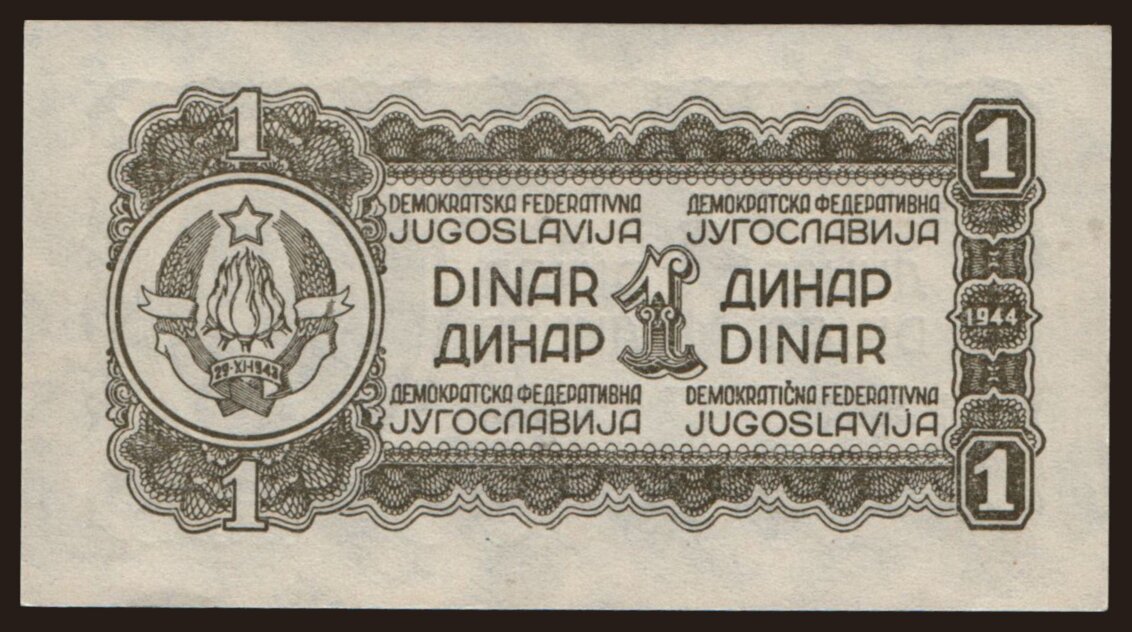 1
1
DEMOKRATSKA FEDERATIVNA
JUGOSLAVIJA
ДЕМОКРАТСКА ФЕДЕРАТИВНА
ЈУГОСЛАВИЈА
DINAR
ДИНАР
1
ДИНАР
DINAR
1944
29·XI·1943
ДЕМОКРАТСКА ФЕДЕРАТИВНА
ЈУГОСЛАВИЈА
DEMOKRATIČNA FEDERATIVNA
JUGOSLAVIJA
1
1